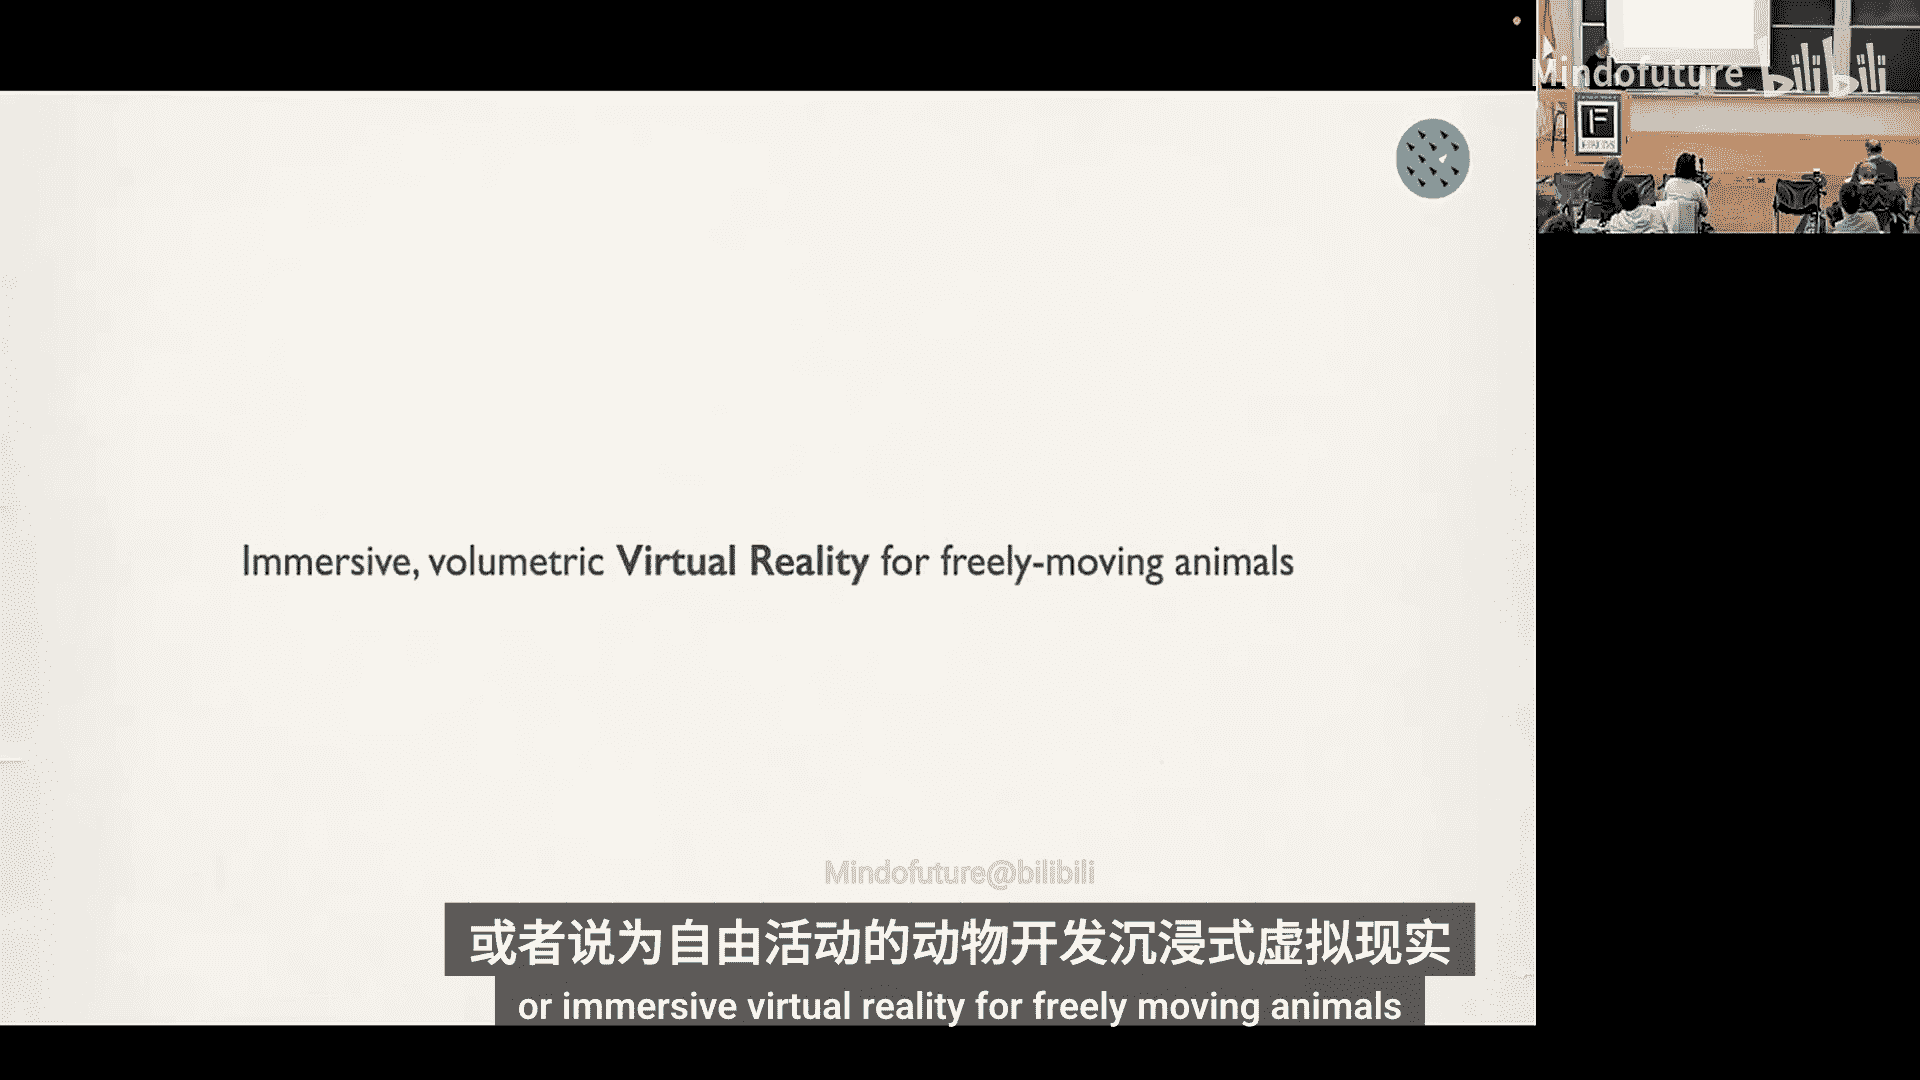 Mindofuture bilibili
F
Immersive, volumetric Virtual Reality for freely-moving animals
Mindofuture@bilibili
或者说为自由活动的动物开发沉浸式虚拟现实
or immersive virtual reality for freely moving animals